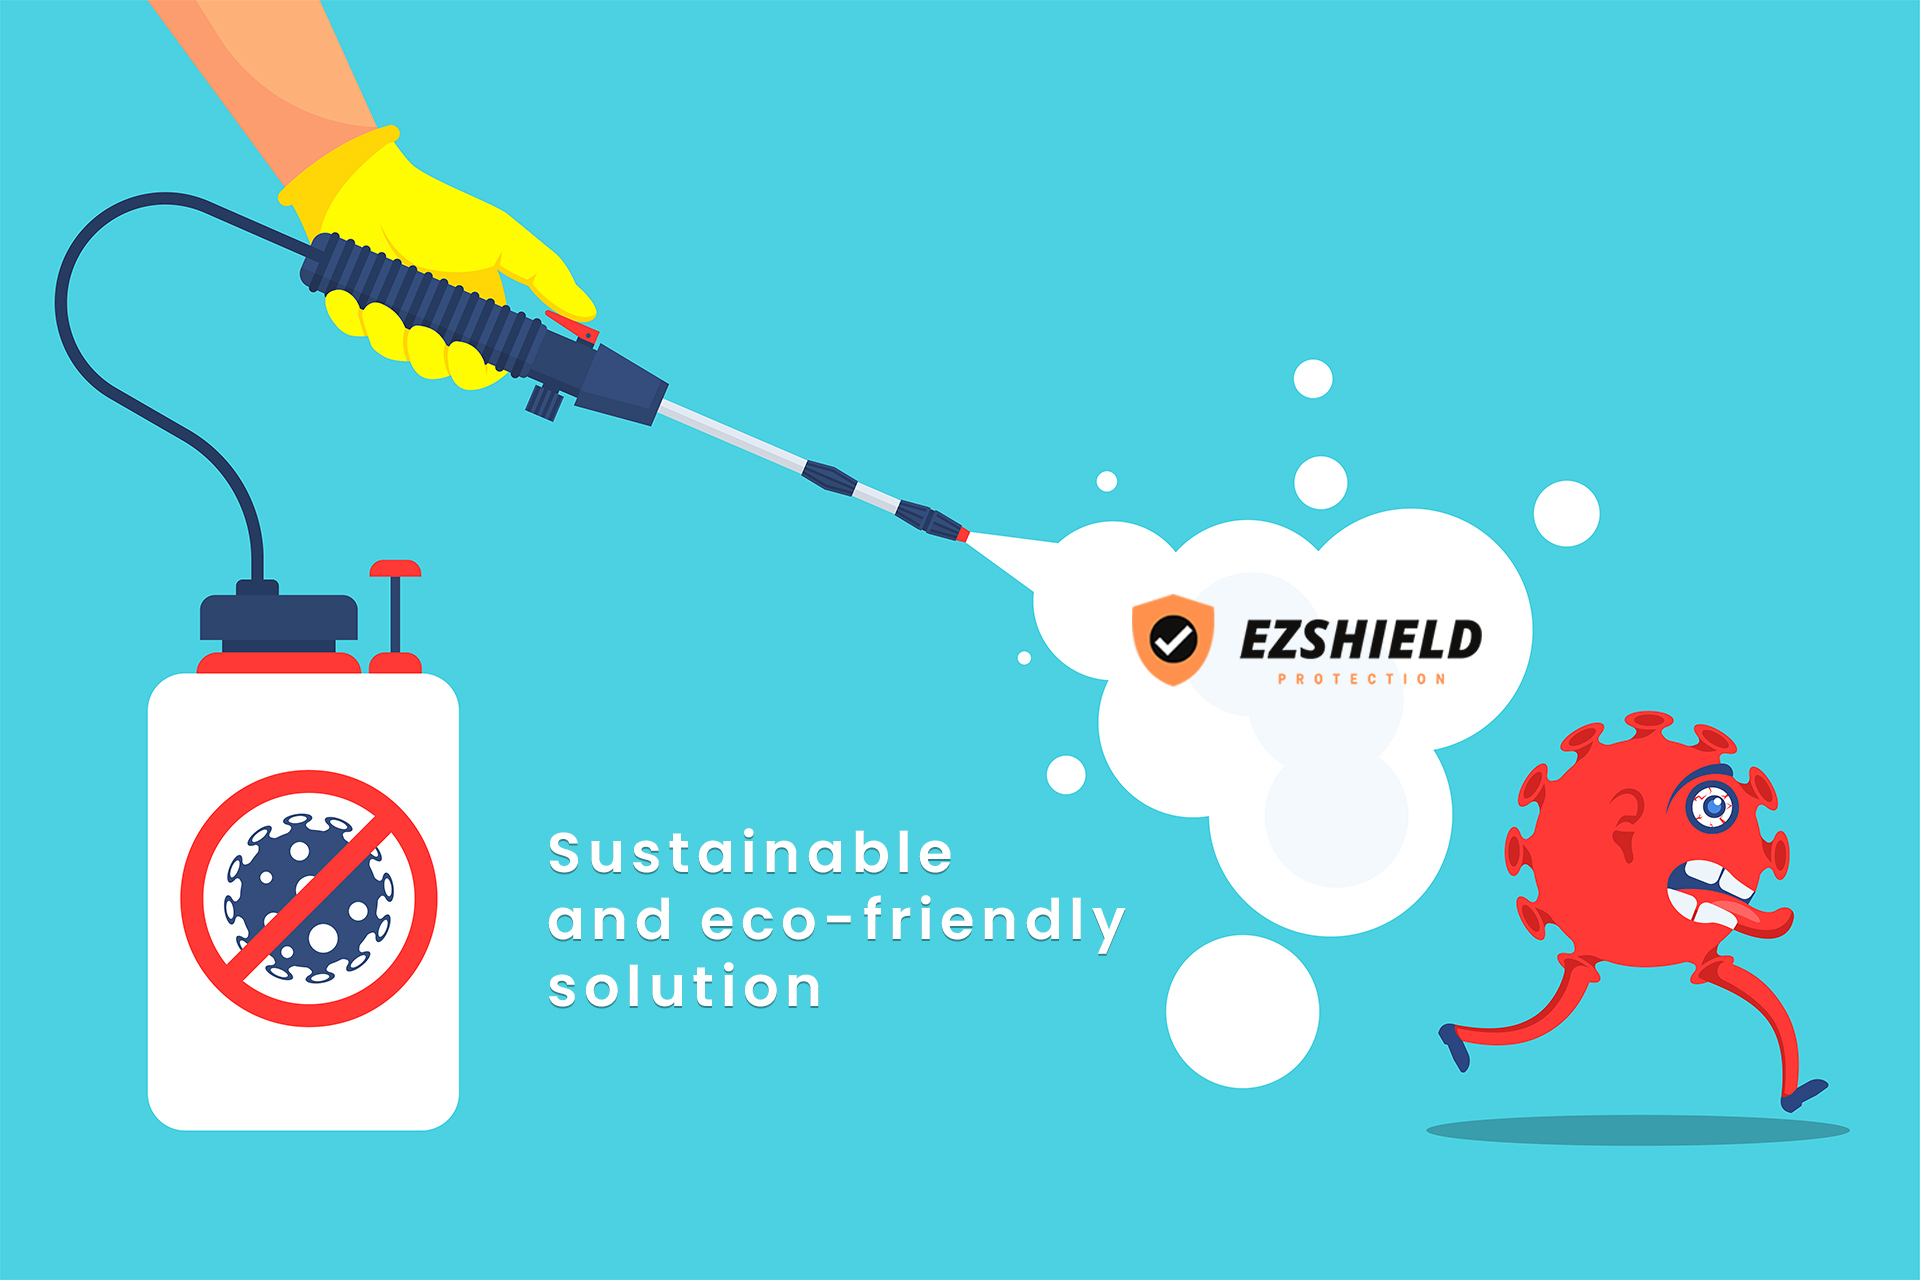 EZSHIELD
PROTECTION
Sustainable
and eco-friendly
solution